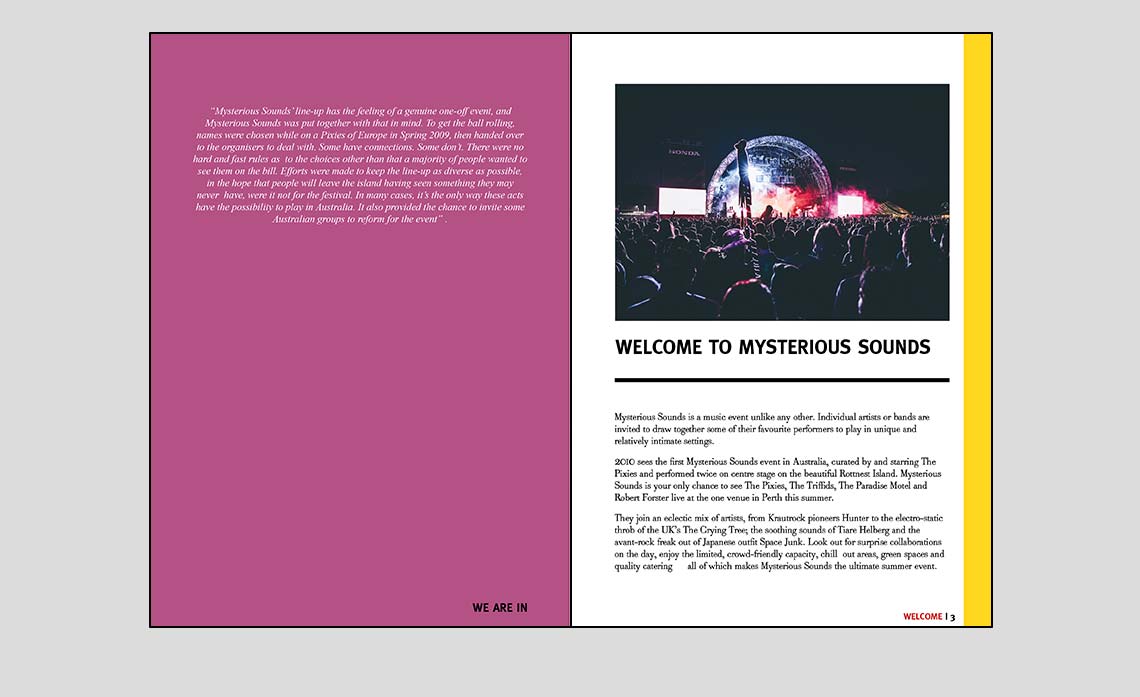 “Mysterious Sounds’ line-up has the feeling of a genuine one-off event, and
Mysterious Sounds was put together with that in mind. To get the ball rolling,
names were chosen while on a Pixies of Europe in Spring 2009, then handed over
to the organisers to deal with. Some have connections. Some don’t. There were no
hard and fast rules as to the choices other than that a majority of people wanted to
see them on the bill. Efforts were made to keep the line-up as diverse as possible,
in the hope that people will leave the island having seen something they may
never have, were it not for the festival. In many cases, it’s the only way these acts
have the possibility to play in Australia. It also provided the chance to invite some
Australian groups to reform for the event” .
WE ARE IN
HONDA
WELCOME TO MYSTERIOUS SOUNDS
Mysterious Sounds is a music event unlike any other. Individual artists or bands are
invited to draw together some of their favourite performers to play in unique and
relatively intimate settings.
2010 sees the first Mysterious Sounds event in Australia, curated by and starring The
Pixies and performed twice on centre stage on the beautiful Rottnest Island. Mysterious
Sounds is your only chance to see The Pixies, The Triffids, The Paradise Motel and
Robert Forster live at the one venue in Perth this summer.
They join an eclectic mix of artists, from Krautrock pioneers Hunter to the electro-static
throb of the UK’s The Crying Tree; the soothing sounds of Tiare Helberg and the
avant-rock freak out of Japanese outfit Space Junk. Look out for surprise collaborations
on the day, enjoy the limited, crowd-friendly capacity, chill out areas, green spaces and
quality catering all of which makes Mysterious Sounds the ultimate summer event.
WELCOME | 3